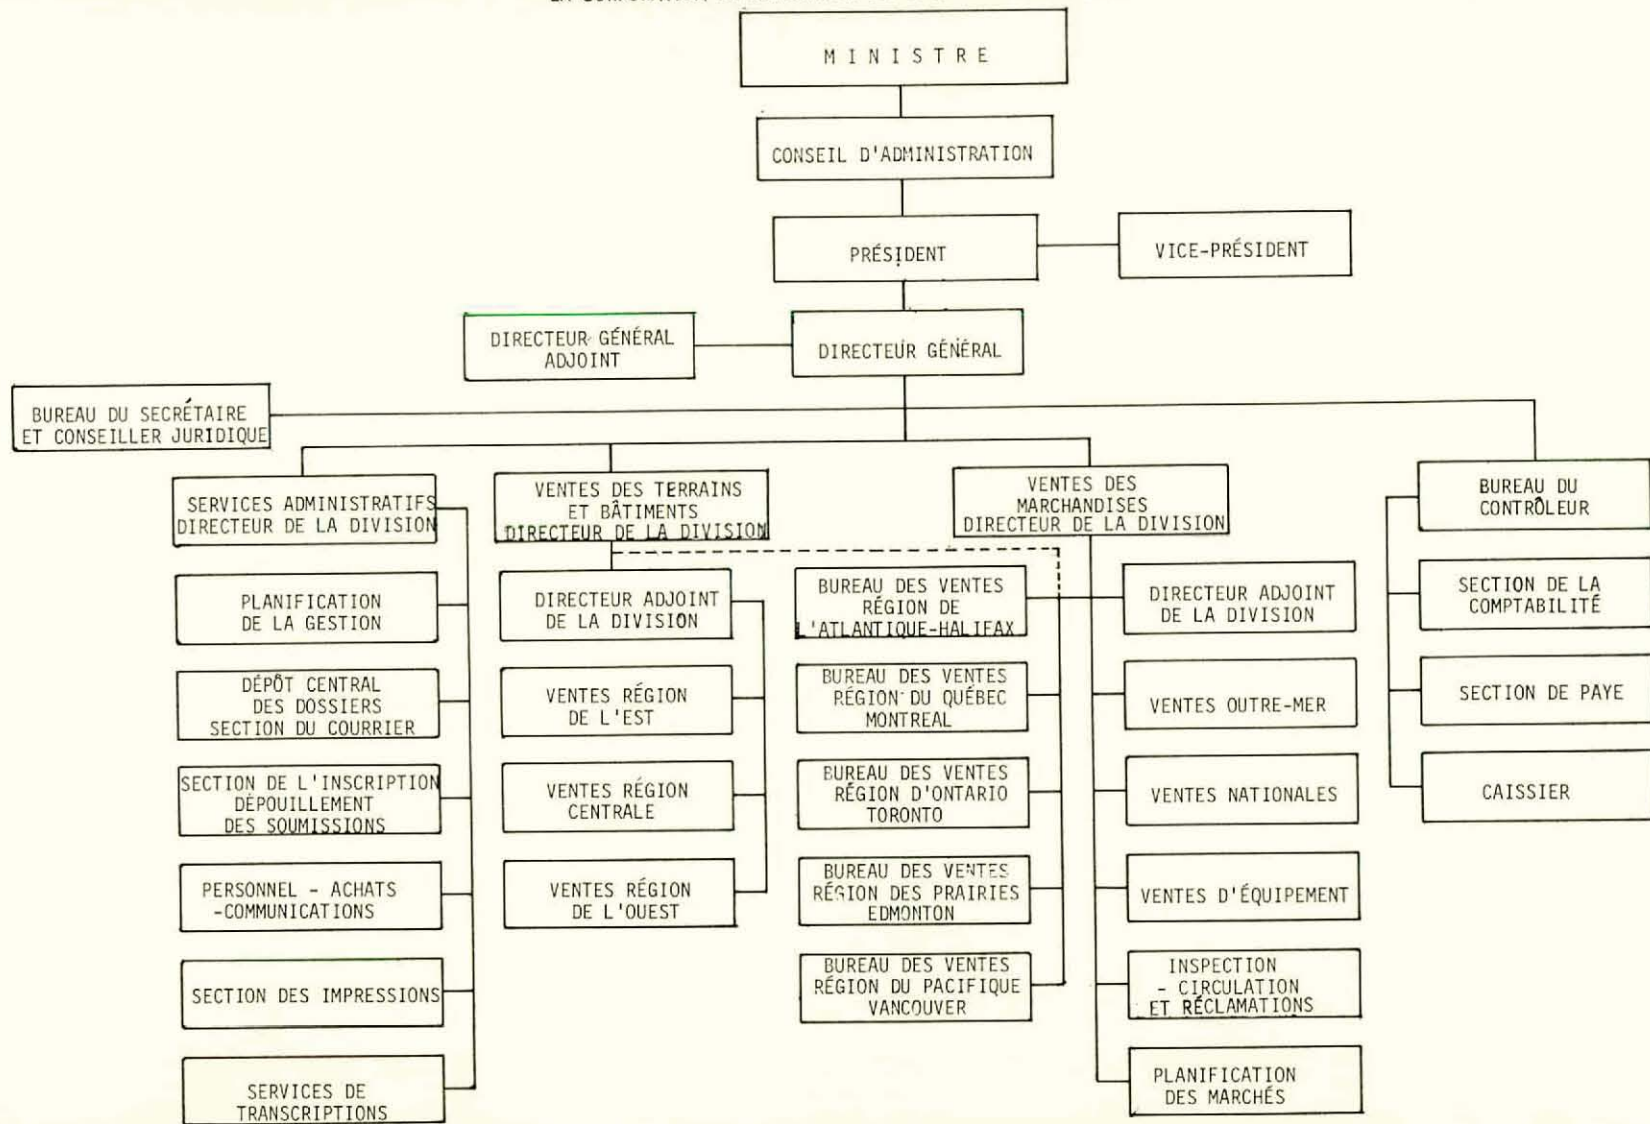 MINISTRE
CONSEIL D'ADMINISTRATION
PRÉSIDENT
VICE-PRÉSIDENT
DIRECTEUR GÉNÉRAL
ADJOINT
DIRECTEUR GÉNÉRAL
BUREAU DU SECRÉTAIRE
ET CONSEILLER JURIDIQUE
SERVICES ADMINISTRATIFS
DIRECTEUR DE LA DIVISION
PLANIFICATION
DE LA GESTION
DÉPÔT CENTRAL
DES DOSSIERS
SECTION DU COURRIER
SECTION DE L'INSCRIPTION
DÉPOUILLEMENT
DES SOUMISSIONS
PERSONNEL - ACHATS
-COMMUNICATIONS
SECTION DES IMPRESSIONS
SERVICES DE
TRANSCRIPTIONS
VENTES DES TERRAINS
ET BÂTIMENTS
DIRECTEUR DE LA DIVISION
DIRECTEUR ADJOINT
DE LA DIVISION
VENTES RÉGION
DE L'EST
VENTES RÉGION
CENTRALE
VENTES RÉGION
DE L'OUEST
VENTES DES
MARCHANDISES
DIRECTEUR DE LA DIVISION
BUREAU DES VENTES
RÉGION DE
L'ATLANTIQUE-HALIFAX
BUREAU DES VENTES
RÉGION DU QUÉBEC
MONTREAL
BUREAU DES VENTES
RÉGION D'ONTARIO
TORONTO
BUREAU DES VENTES
RÉGION DES PRAIRIES
EDMONTON
BUREAU DES VENTES
RÉGION DU PACIFIQUE
VANCOUVER
DIRECTEUR ADJOINT
DE LA DIVISION
VENTES OUTRE-MER
VENTES NATIONALES
VENTES D'ÉQUIPEMENT
INSPECTION
- CIRCULATION
ET RÉCLAMATIONS
PLANIFICATION
DES MARCHÉS
BUREAU DU
CONTRÔLEUR
SECTION DE LA
COMPTABILITÉ
SECTION DE PAYE
CAISSIER